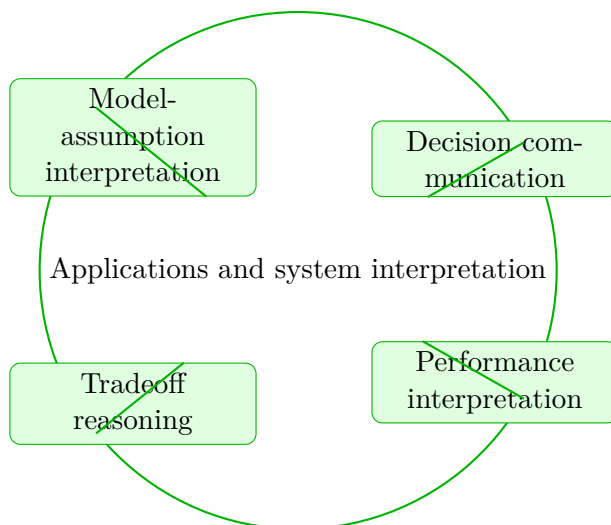 Model-
assumption
interpretation
Decision com-
munication
Applications and system interpretation
Tradeoff
reasoning
Performance
interpretation